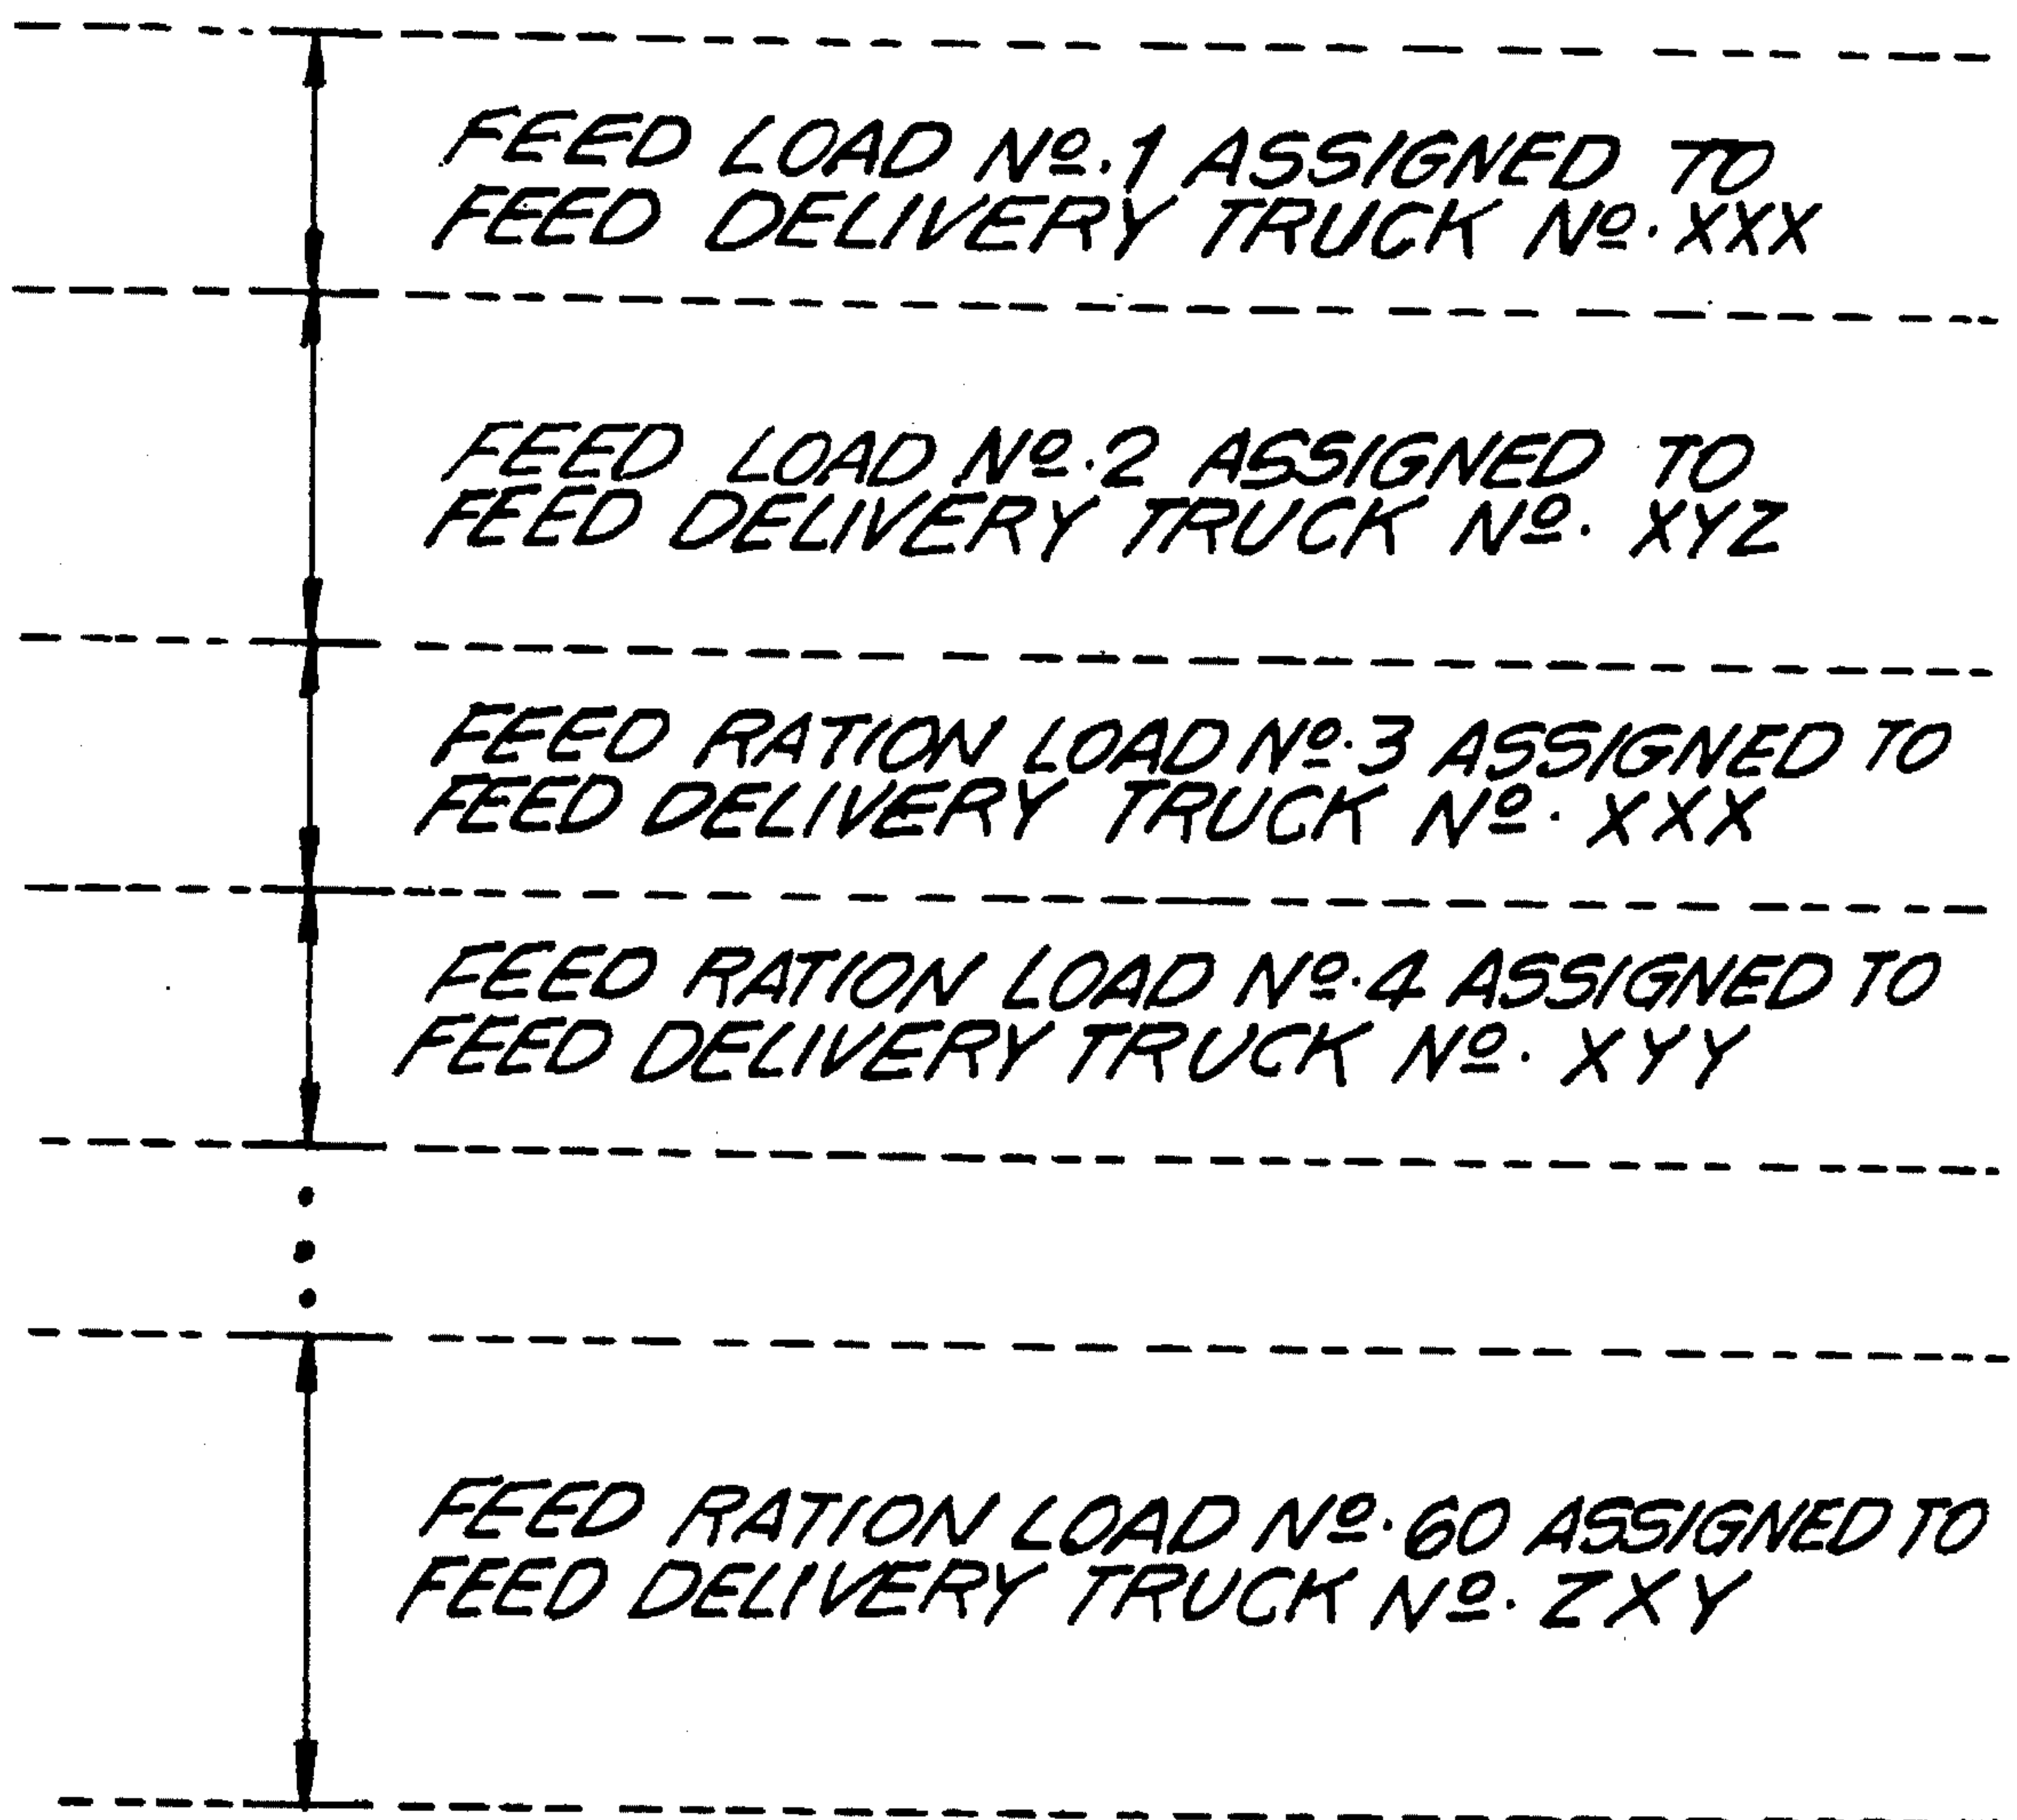 FEED LOAD Nº.1 ASSIGNED TO
FEED DELIVERY TRUCK Nº. XXX
FEED LOAD Nº.2 ASSIGNED TO
FEED DELIVERY TRUCK Nº. XYZ
FEED RATION LOAD Nº.3 ASSIGNED TO
FEED DELIVERY TRUCK Nº. XXX
FEED RATION LOAD Nº.4 ASSIGNED TO
FEED DELIVERY TRUCK Nº. XYY
FEED RATION LOAD Nº.60 ASSIGNED TO
FEED DELIVERY TRUCK Nº. ZXY